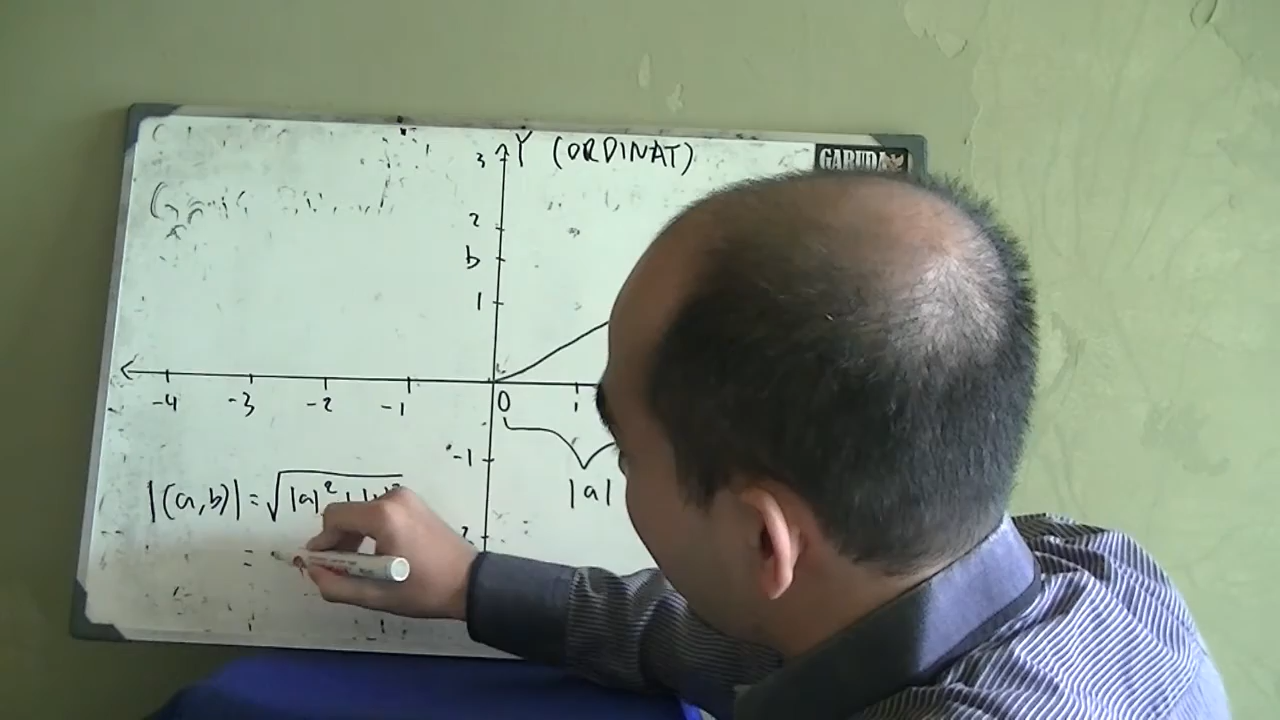 Y (ORDINAT)
GARUDA
3
2
b
1
-4 -3 -2 -1 0 1
-1
|a|
|(a,b)| = √|a|²
=